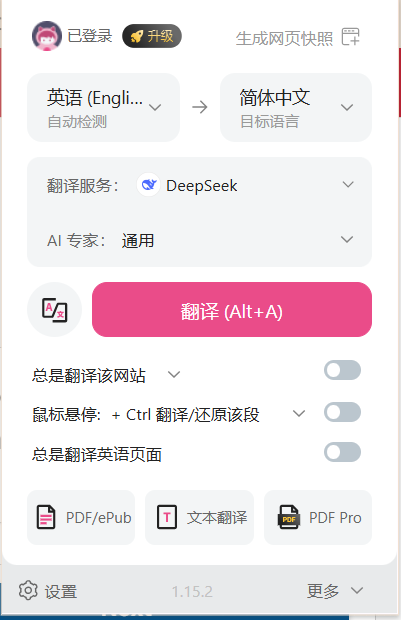 已登录 升级 生成网页快照
英语 (Engli... 简体中文
自动检测 目标语言
翻译服务： DeepSeek
AI 专家： 通用
翻译 (Alt+A)
总是翻译该网站
鼠标悬停: + Ctrl 翻译/还原该段
总是翻译英语页面
PDF/ePub 文本翻译 PDF Pro
设置 1.15.2 更多